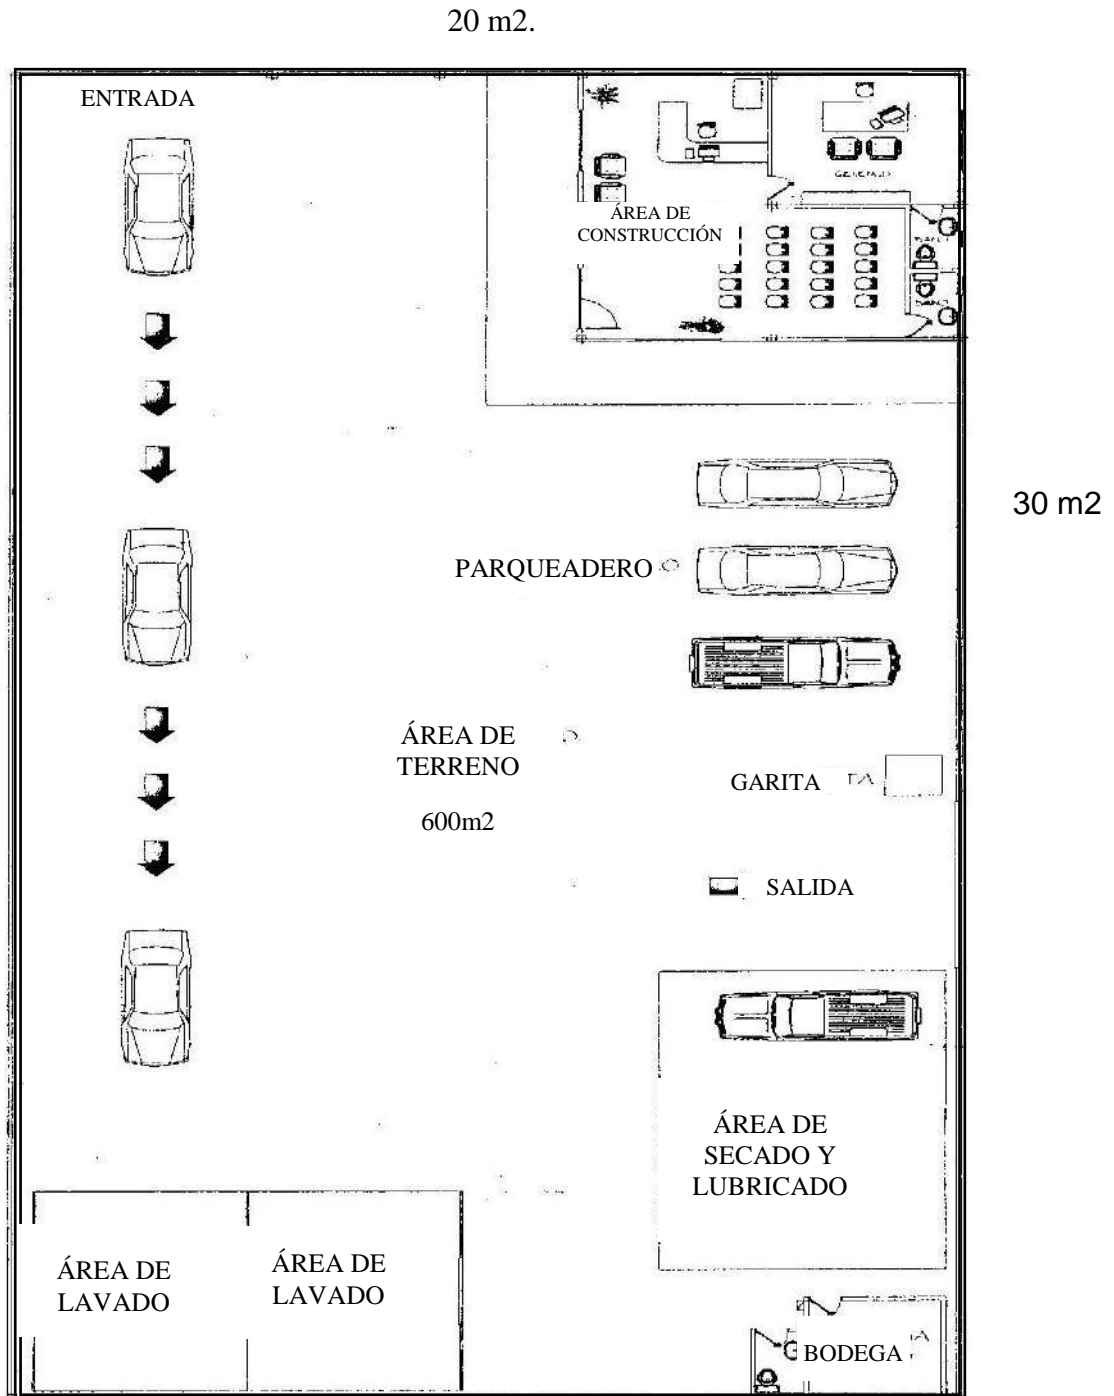 20 m2.
ENTRADA
ÁREA DE
CONSTRUCCIÓN
30 m2
PARQUEADERO
ÁREA DE
TERRENO
600m2
GARITA
TA
SALIDA
ÁREA DE
SECADO Y
LUBRICADO
ÁREA DE
LAVADO
ÁREA DE
LAVADO
BODEGA